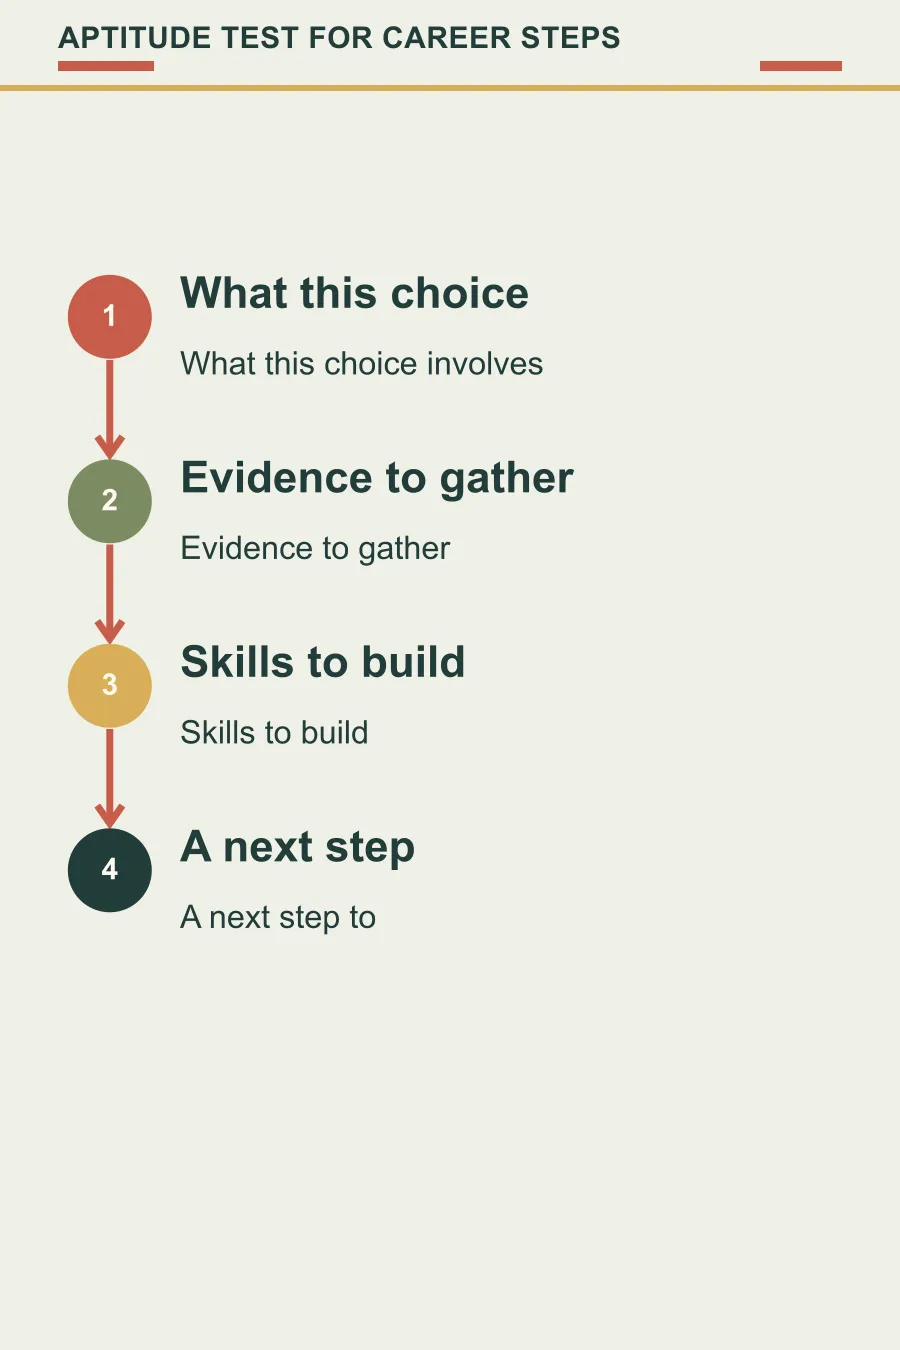 APTITUDE TEST FOR CAREER STEPS
1
What this choice
What this choice involves
2
Evidence to gather
Evidence to gather
3
Skills to build
Skills to build
4
A next step
A next step to